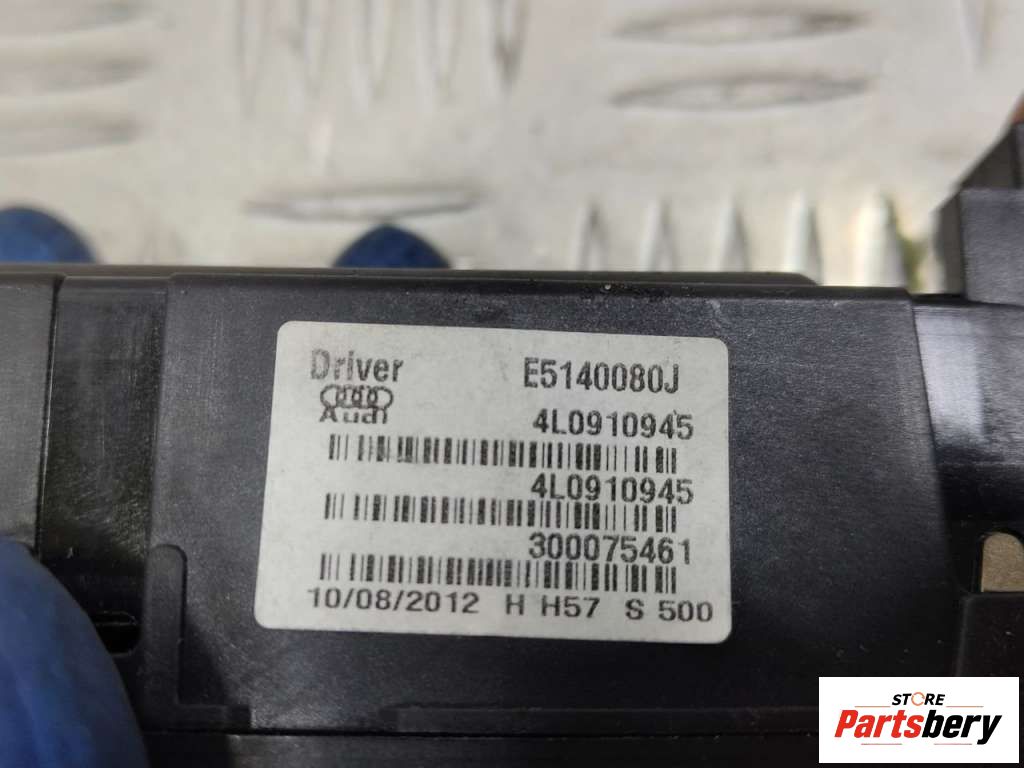 Driver E5140080J
Audi 4L0910945
4L0910945
300075461
10/08/2012 H H57 S 500
STORE
Partsbery